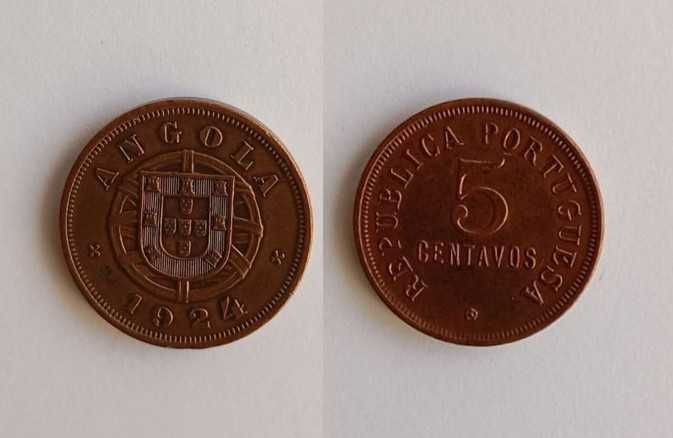 ANGOLA
1924
REPUBLICA PORTUGUESA
5
CENTAVOS